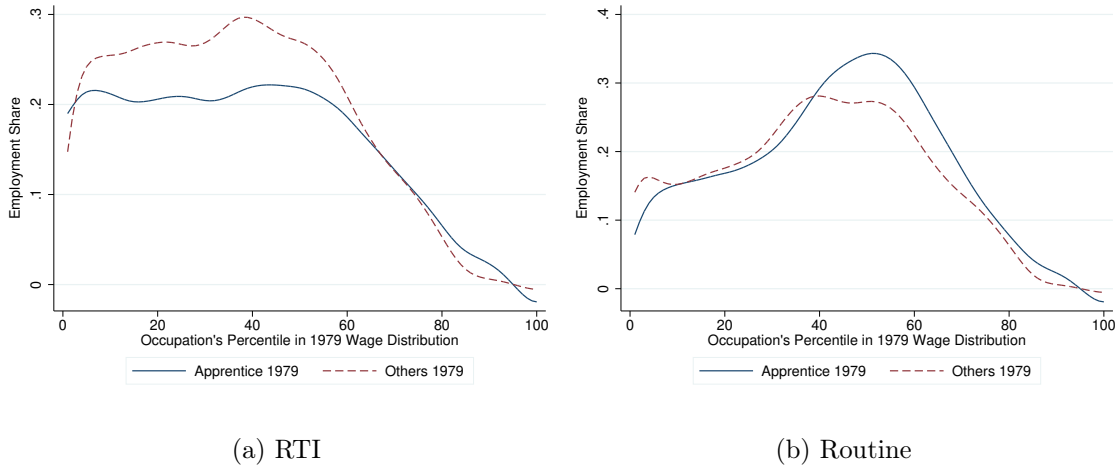 .3
.2
.1
0
Employment Share
0 20 40 60 80 100
Occupation's Percentile in 1979 Wage Distribution
Apprentice 1979 Others 1979
(a) RTI
.4
.3
.2
.1
0
Employment Share
0 20 40 60 80 100
Occupation's Percentile in 1979 Wage Distribution
Apprentice 1979 Others 1979
(b) Routine